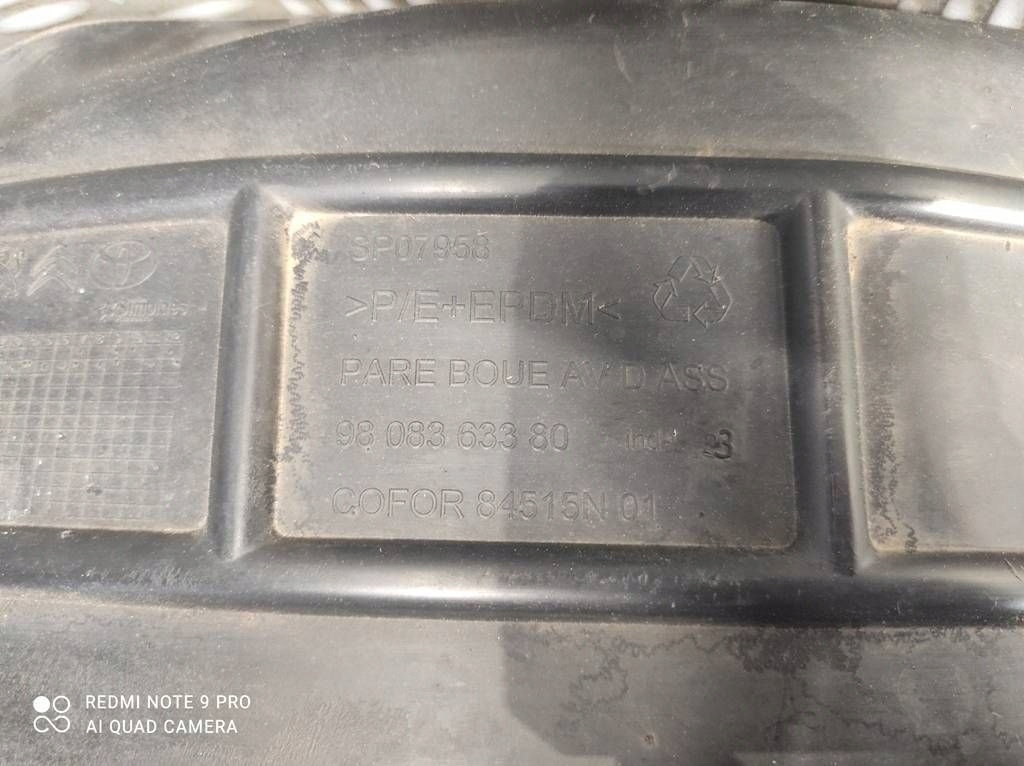 SP07958
>P/E+EPDM<
PARE BOUE AV D ASS
98 083 633 80
COFOR 84515N 01
REDMI NOTE 9 PRO
AI QUAD CAMERA